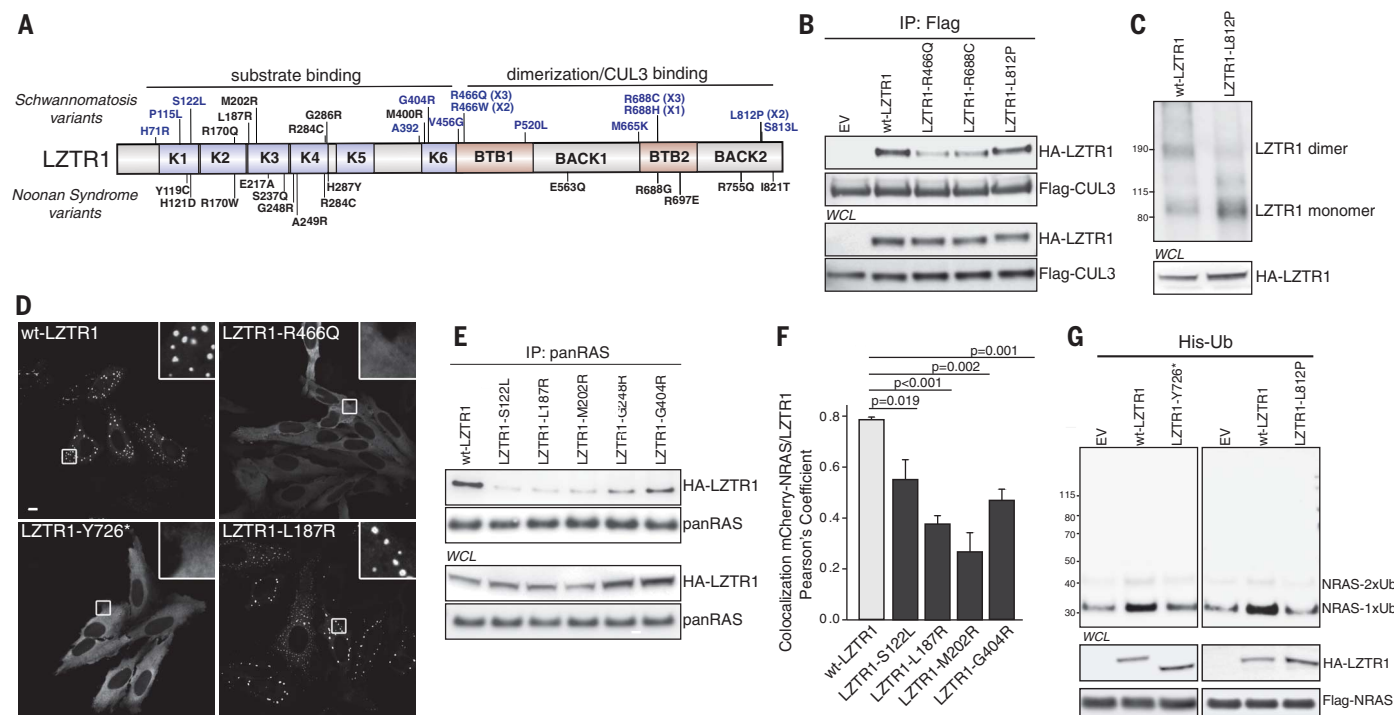 A
substrate binding
dimerization/CUL3 binding
Schwannomatosis
variants
H71R
P115L
S122L
R170Q
L187R
M202R
R284C
G286R
A392
M400R
G404R
V456G
R466Q (X3)
R466W (X2)
P520L
M665K
R688C (X3)
R688H (X1)
L812P (X2)
S813L
LZTR1
K1
K2
K3
K4
K5
K6
BTB1
BACK1
BTB2
BACK2
Noonan Syndrome
variants
Y119C
H121D
R170W
E217A
S237Q
G248R
A249R
R284C
H287Y
E563Q
R688G
R697E
R755Q
I821T
B
IP: Flag
EV
wt-LZTR1
LZTR1-R466Q
LZTR1-R688C
LZTR1-L812P
HA-LZTR1
Flag-CUL3
WCL
HA-LZTR1
Flag-CUL3
C
wt-LZTR1
LZTR1-L812P
190
115
80
LZTR1 dimer
LZTR1 monomer
WCL
HA-LZTR1
D
wt-LZTR1
LZTR1-R466Q
LZTR1-Y726*
LZTR1-L187R
E
IP: panRAS
wt-LZTR1
LZTR1-S122L
LZTR1-L187R
LZTR1-M202R
LZTR1-G248R
LZTR1-G404R
HA-LZTR1
panRAS
WCL
HA-LZTR1
panRAS
F
Colocalization mCherry-NRAS/LZTR1
Pearson's Coefficient
p=0.001
p=0.002
p<0.001
p=0.019
0.8
0.6
0.4
0.2
0.0
wt-LZTR1
LZTR1-S122L
LZTR1-L187R
LZTR1-M202R
LZTR1-G404R
G
His-Ub
EV
wt-LZTR1
LZTR1-Y726*
EV
wt-LZTR1
LZTR1-L812P
115
80
70
50
40
30
NRAS-2xUb
NRAS-1xUb
WCL
HA-LZTR1
Flag-NRAS